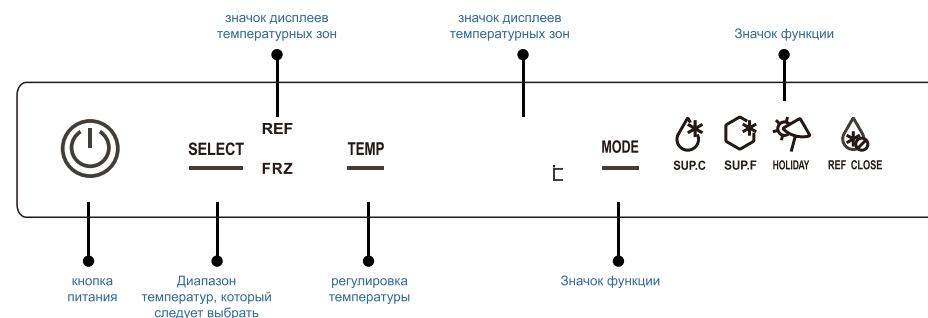 значок дисплеев
температурных зон
значок дисплеев
температурных зон
Значок функции
SELECT
REF
FRZ
TEMP
MODE
SUP.C
SUP.F
HOLIDAY
REF CLOSE
кнопка
питания
Диапазон
температур, который
следует выбрать
регулировка
температуры
Значок функции